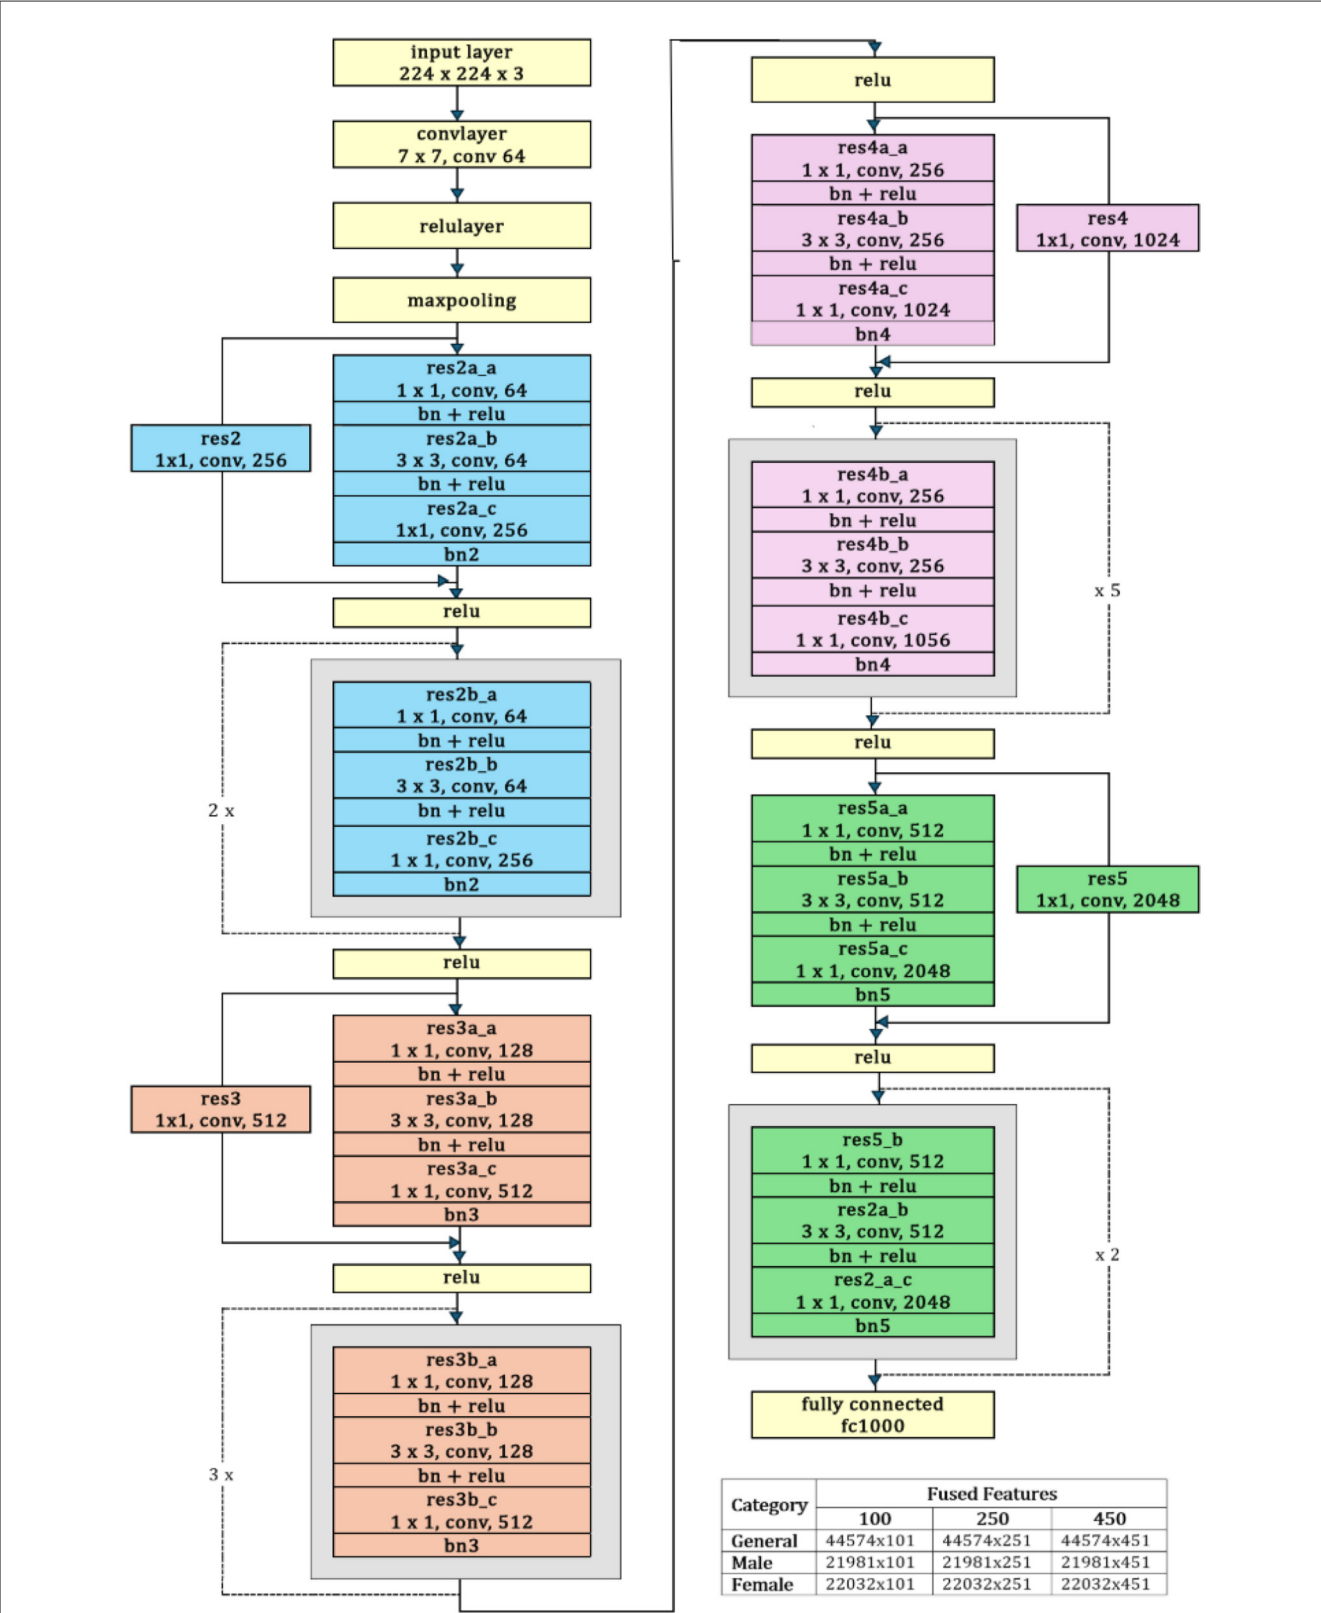 input layer
224 x 224 x 3
convlayer
7 x 7, conv 64
relulayer
maxpooling
res2a_a
1 x 1, conv, 64
bn + relu
res2
1x1, conv, 256
res2a_b
3 x 3, conv, 64
bn + relu
res2a_c
1x1, conv, 256
bn2
relu
2 x
res2b_a
1 x 1, conv, 64
bn + relu
res2b_b
3 x 3, conv, 64
bn + relu
res2b_c
1 x 1, conv, 256
bn2
relu
res3a_a
1 x 1, conv, 128
bn + relu
res3
1x1, conv, 512
res3a_b
3 x 3, conv, 128
bn + relu
res3a_c
1 x 1, conv, 512
bn3
relu
3 x
res3b_a
1 x 1, conv, 128
bn + relu
res3b_b
3 x 3, conv, 128
bn + relu
res3b_c
1 x 1, conv, 512
bn3
relu
res4a_a
1 x 1, conv, 256
bn + relu
res4a_b
3 x 3, conv, 256
res4
1x1, conv, 1024
bn + relu
res4a_c
1 x 1, conv, 1024
bn4
relu
res4b_a
1 x 1, conv, 256
bn + relu
res4b_b
3 x 3, conv, 256
bn + relu
res4b_c
1 x 1, conv, 1056
bn4
x 5
relu
res5a_a
1 x 1, conv, 512
bn + relu
res5a_b
3 x 3, conv, 512
res5
1x1, conv, 2048
bn + relu
res5a_c
1 x 1, conv, 2048
bn5
relu
res5_b
1 x 1, conv, 512
bn + relu
res2a_b
3 x 3, conv, 512
bn + relu
res2_a_c
1 x 1, conv, 2048
bn5
x 2
fully connected
fc1000
Category Fused Features
100 250 450
General 44574x101 44574x251 44574x451
Male 21981x101 21981x251 21981x451
Female 22032x101 22032x251 22032x451